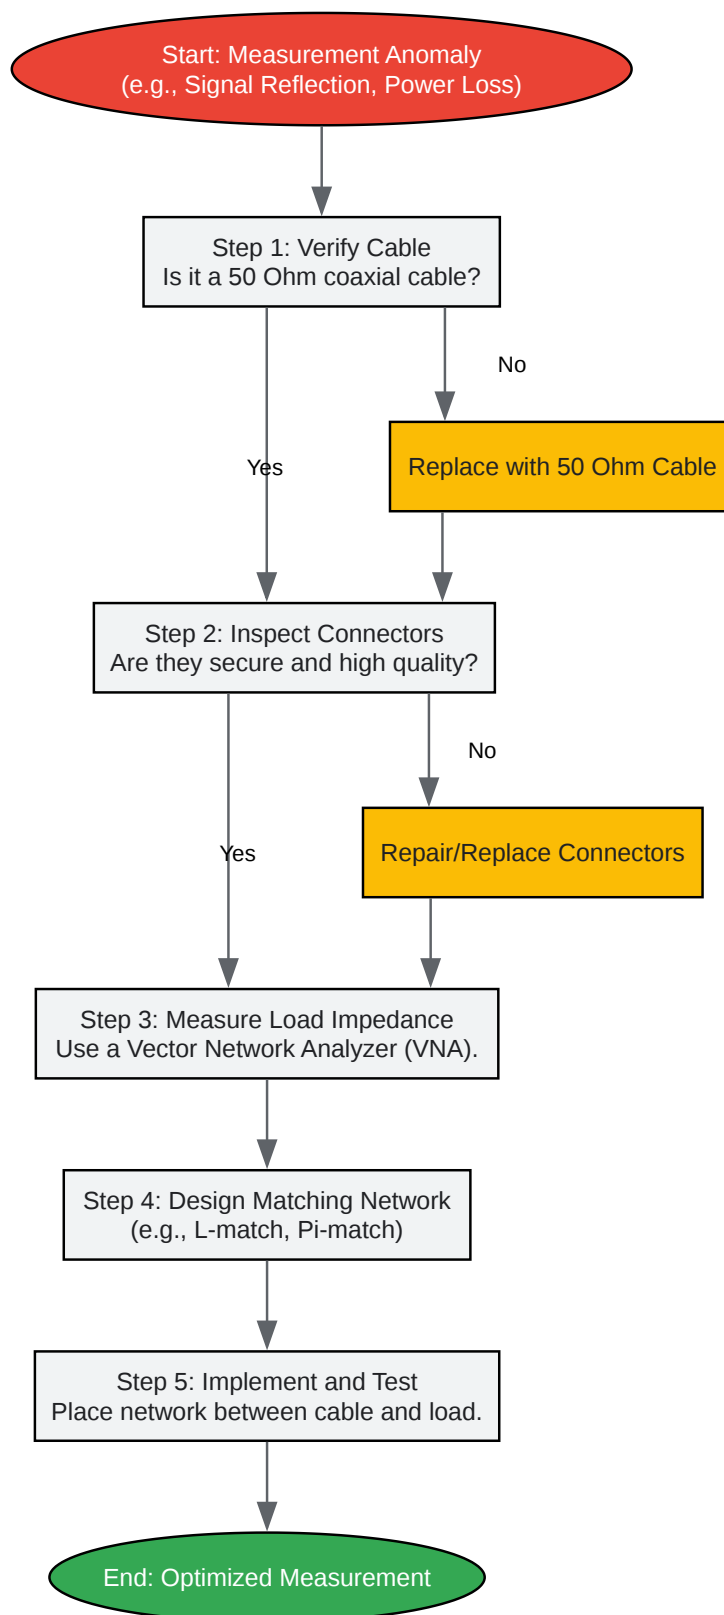 Start: Measurement Anomaly
(e.g., Signal Reflection, Power Loss)
Step 1: Verify Cable
Is it a 50 Ohm coaxial cable?
No
Yes
Replace with 50 Ohm Cable
Step 2: Inspect Connectors
Are they secure and high quality?
No
Yes
Repair/Replace Connectors
Step 3: Measure Load Impedance
Use a Vector Network Analyzer (VNA).
Step 4: Design Matching Network
(e.g., L-match, Pi-match)
Step 5: Implement and Test
Place network between cable and load.
End: Optimized Measurement